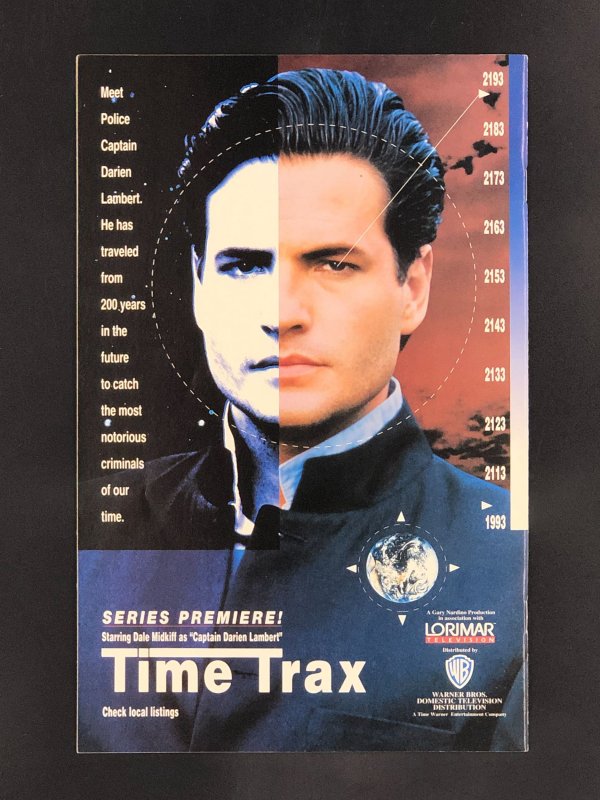 Meet
Police
Captain
Darien
Lambert.
He has
traveled
from
200 years
in the
future
to catch
the most
notorious
criminals
of our
time.
2193
2183
2173
2163
2153
2143
2133
2123
2113
1993
SERIES PREMIERE!
Starring Dale Midkiff as "Captain Darien Lambert"
Time Trax
Check local listings
A Gary Nardino Production
in association with
LORIMAR
TELEVISION
Distributed by
WB
WARNER BROS.
DOMESTIC TELEVISION
DISTRIBUTION
A Time Warner Entertainment Company